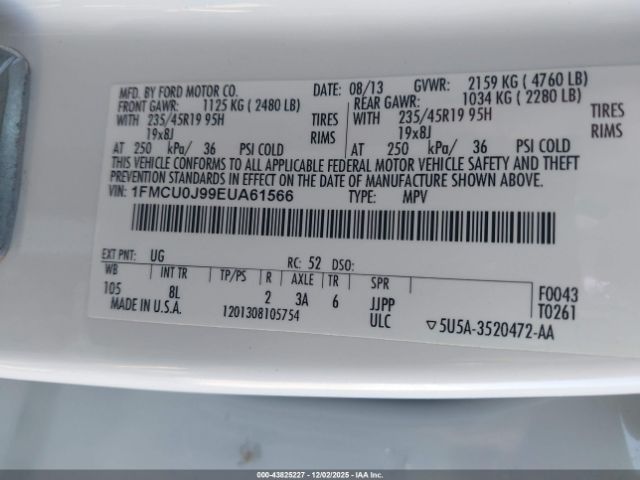 MFD. BY FORD MOTOR CO. DATE: 08/13 GVWR: 2159 KG ( 4760 LB)
FRONT GAWR: 1125 KG ( 2480 LB) REAR GAWR: 1034 KG ( 2280 LB)
WITH 235/45R19 95H TIRES WITH 235/45R19 95H TIRES
19x8J RIMS 19x8J RIMS
AT 250 kPa/ 36 PSI COLD AT 250 kPa/ 36 PSI COLD
THIS VEHICLE CONFORMS TO ALL APPLICABLE FEDERAL MOTOR VEHICLE SAFETY AND THEFT
PREVENTION STANDARDS IN EFFECT ON THE DATE OF MANUFACTURE SHOWN ABOVE.
VIN: 1FMCU0J99EUA61566 TYPE: MPV
EXT PNT: UG RC: 52 DSO:
WB INT TR TP/PS R AXLE TR SPR
105 8L 2 3A 6 JJPP F0043
MADE IN U.S.A. 1201308105754 ULC T0261
▽5U5A-3520472-AA
000-43825227 - 12/02/2025 - IAA, Inc.